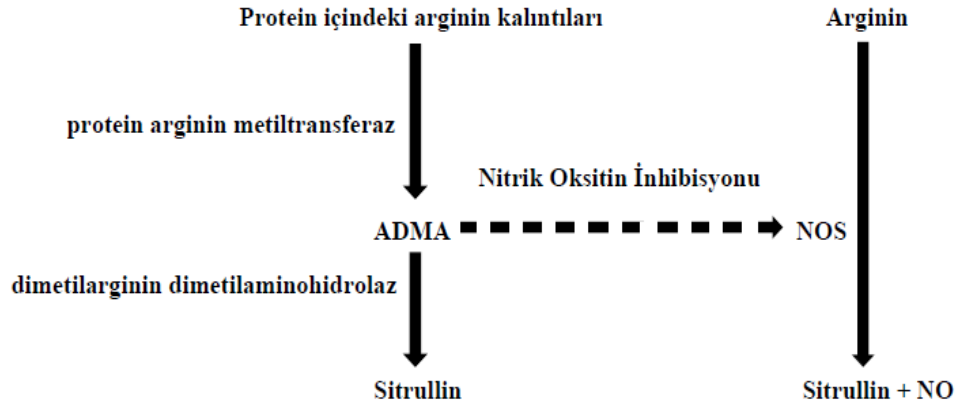 Protein içindeki arginin kalıntıları
Arginin
protein arginin metiltransferaz
Nitrik Oksitin İnhibisyonu
ADMA
NOS
dimetilarginin dimetilaminohidrolaz
Sitrullin
Sitrullin + NO